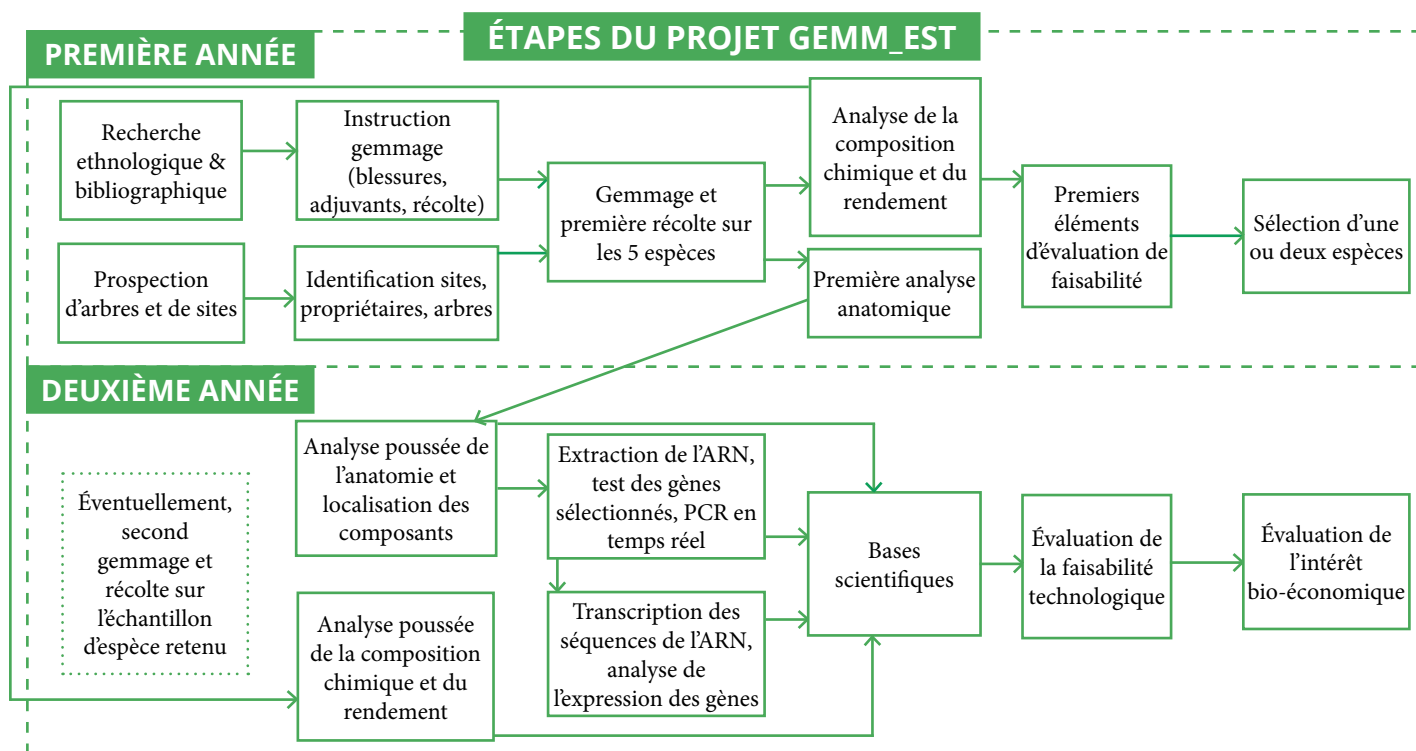 ÉTAPES DU PROJET GEMM_EST
PREMIÈRE ANNÉE
Recherche
ethnologique &
bibliographique
Instruction
gemmage
(blessures,
adjuvants, récolte)
Prospection
d'arbres et de sites
Identification sites,
propriétaires, arbres
Gemmage et
première récolte sur
les 5 espèces
Analyse de la
composition
chimique et du
rendement
Première analyse
anatomique
Premiers
éléments
d'évaluation de
faisabilité
Sélection d'une
ou deux espèces
DEUXIÈME ANNÉE
Éventuellement,
second
gemmage et
récolte sur
l'échantillon
d'espèce retenu
Analyse poussée de
l'anatomie et
localisation des
composants
Analyse poussée
de la composition
chimique et du
rendement
Extraction de l'ARN,
test des gènes
sélectionnés, PCR en
temps réel
Transcription des
séquences de l'ARN,
analyse de
l'expression des gènes
Bases
scientifiques
Évaluation de
la faisabilité
technologique
Évaluation de
l'intérêt
bio-économique